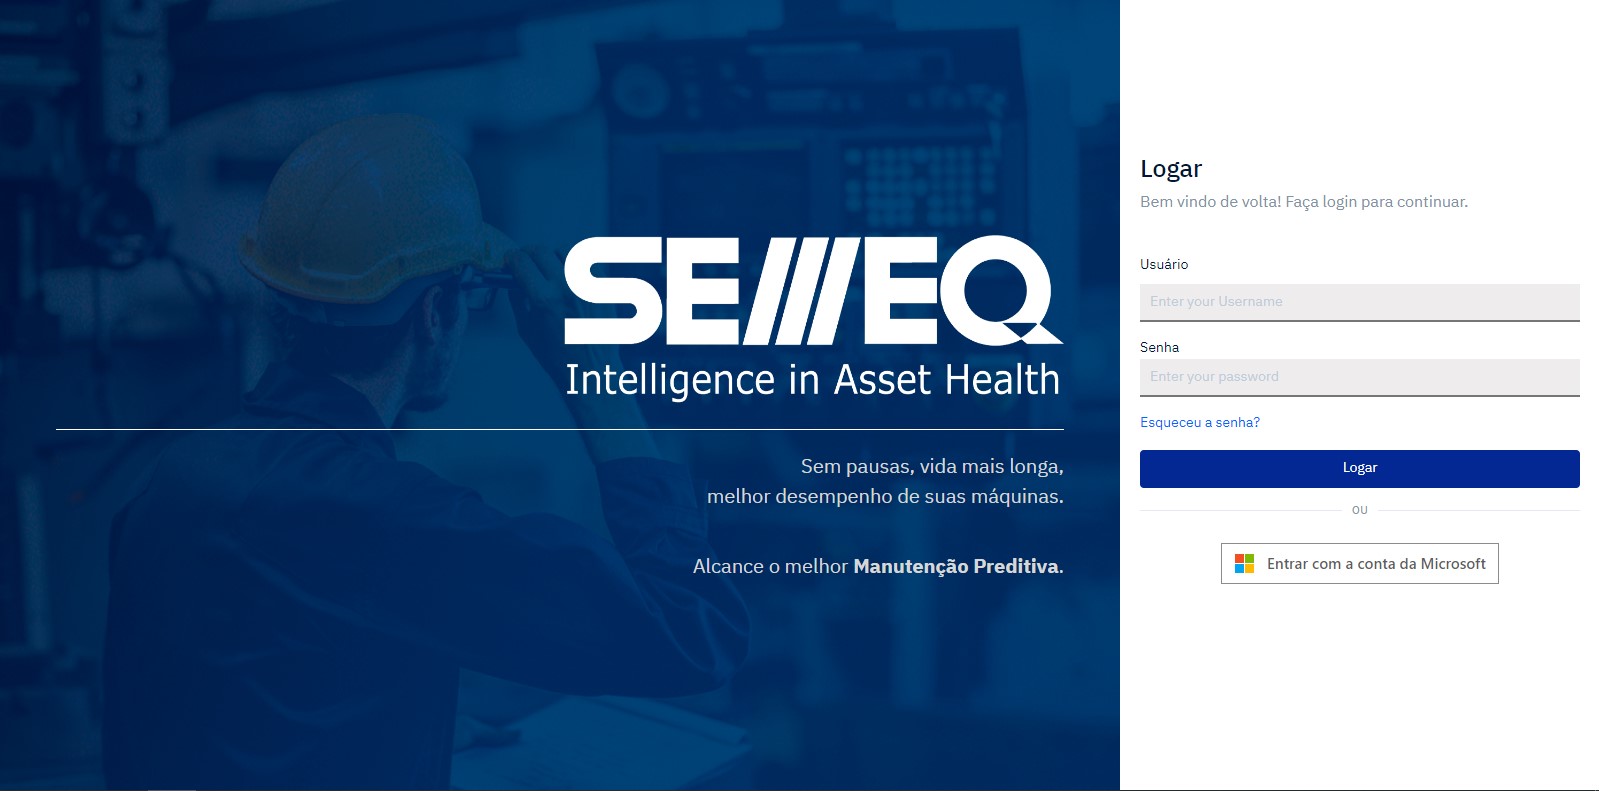 SEMEQ
Intelligence in Asset Health
Sem pausas, vida mais longa,
melhor desempenho de suas máquinas.
Alcance o melhor Manutenção Preditiva.
Logar
Bem vindo de volta! Faça login para continuar.
Usuário
Enter your Username
Senha
Enter your password
Esqueceu a senha?
Logar
ou
Entrar com a conta da Microsoft